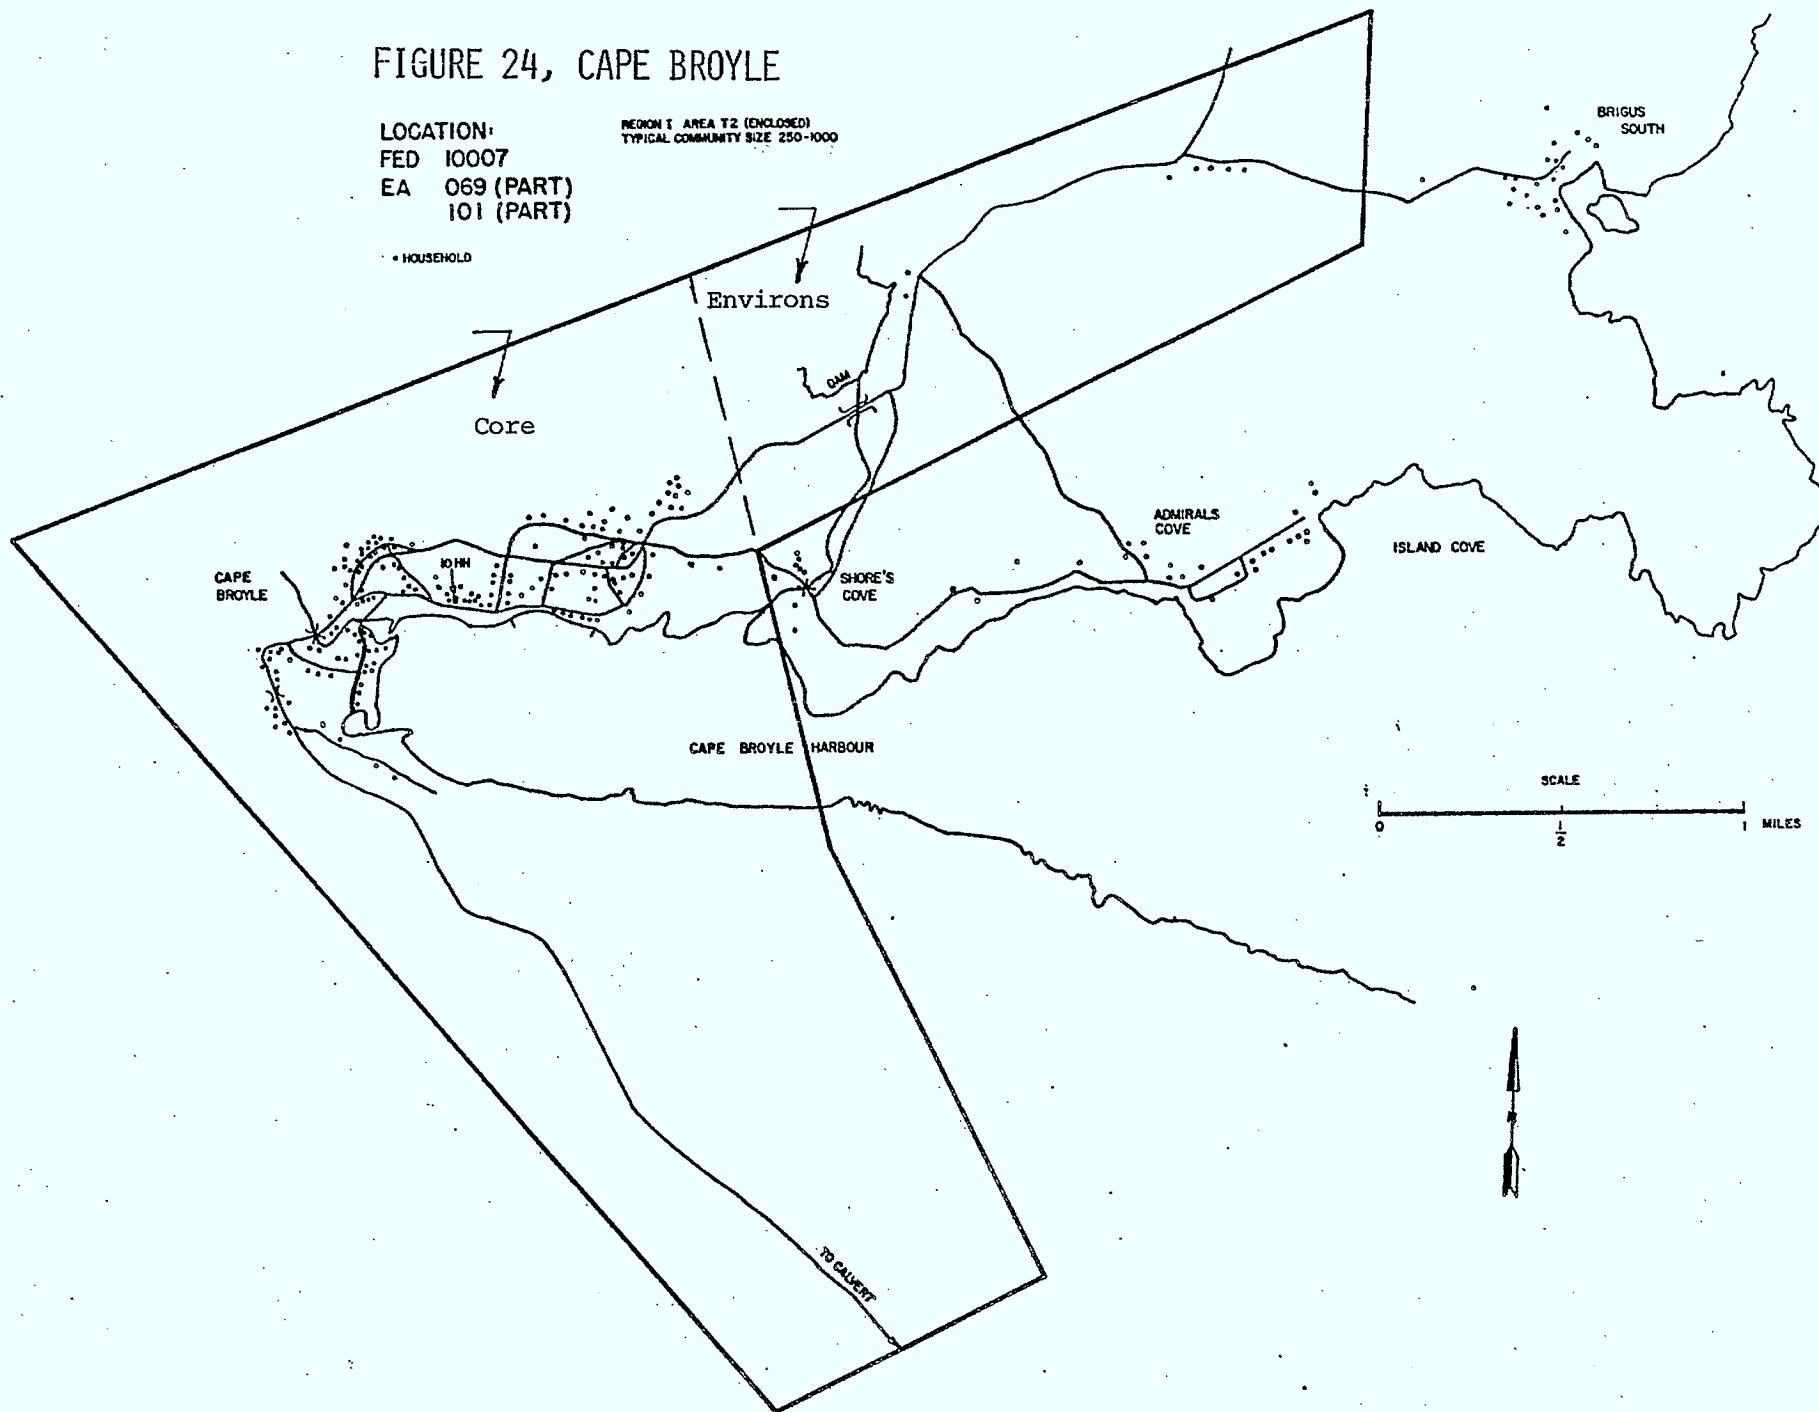 FIGURE 24, CAPE BROYLE
LOCATION:
FED 10007
EA 069 (PART)
101 (PART)
REGION I AREA T2 (ENCLOSED)
TYPICAL COMMUNITY SIZE 250-1000
• HOUSEHOLD
BRIGUS
SOUTH
Environs
Core
DAM
ADMIRALS
COVE
ISLAND COVE
CAPE
BROYLE
10 HH
SHORE'S
COVE
CAPE BROYLE HARBOUR
SCALE
0 1/2 1 MILES
N
TO CALVERT